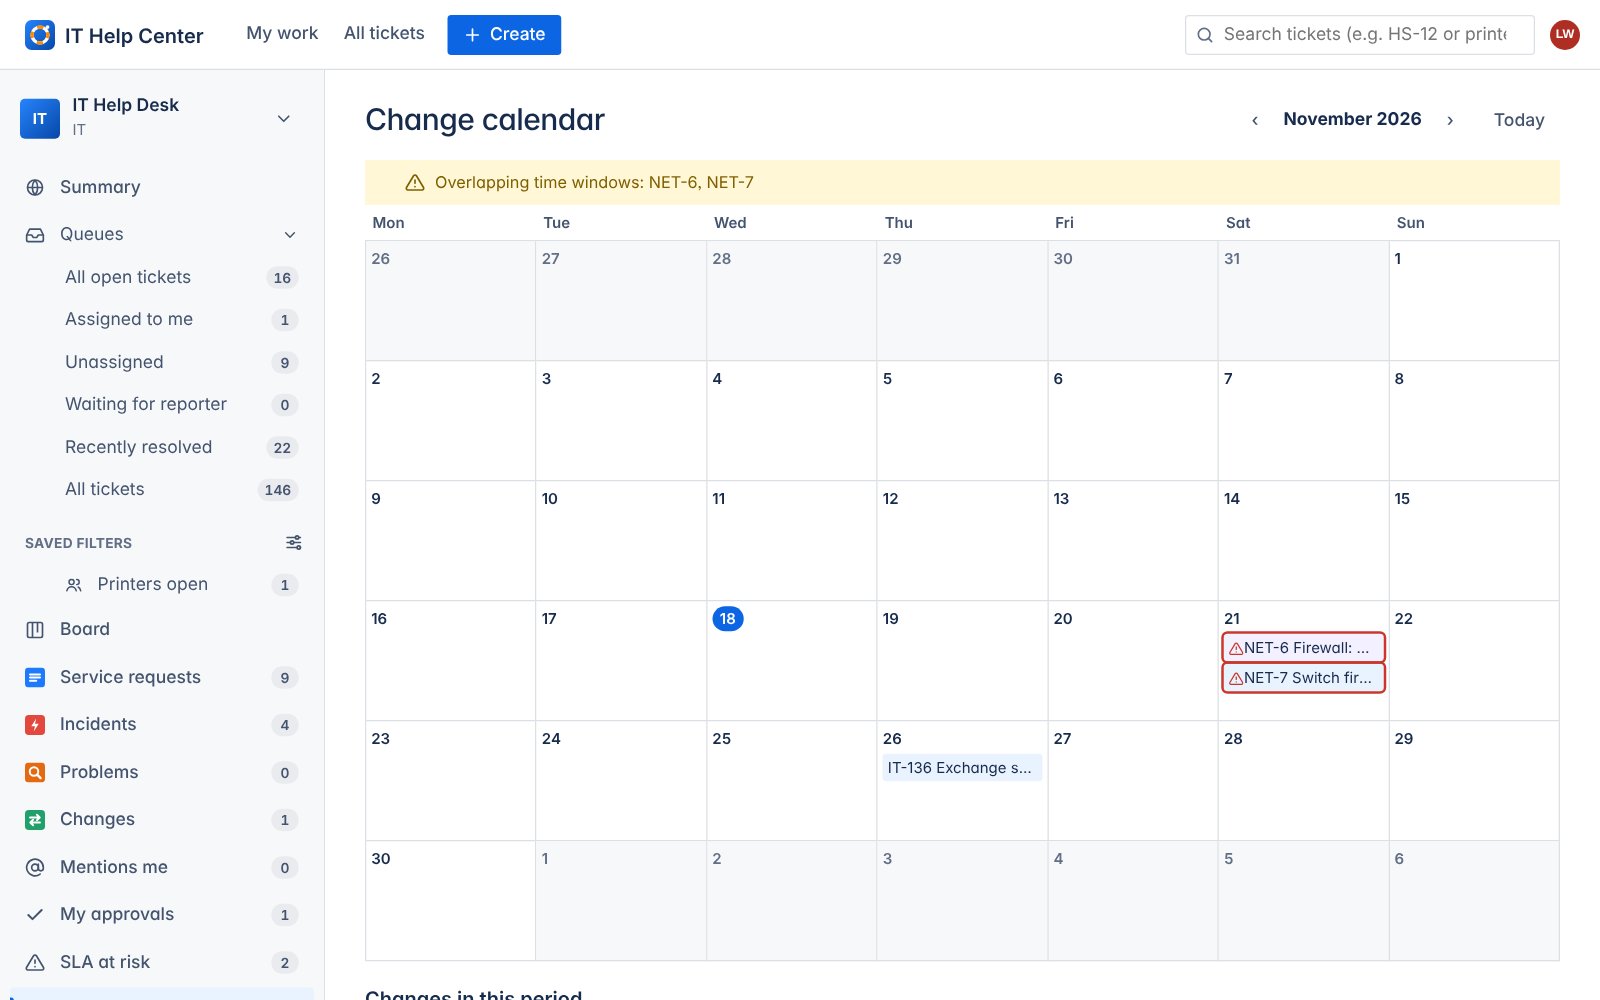 IT Help Center
My work
All tickets
Create
Search tickets (e.g. HS-12 or printe
LW
IT
IT Help Desk
IT
Summary
Queues
All open tickets 16
Assigned to me 1
Unassigned 9
Waiting for reporter 0
Recently resolved 22
All tickets 146
SAVED FILTERS
Printers open 1
Board
Service requests 9
Incidents 4
Problems 0
Changes 1
Mentions me 0
My approvals 1
SLA at risk 2
Change calendar
‹ November 2026 › Today
Overlapping time windows: NET-6, NET-7
Mon Tue Wed Thu Fri Sat Sun
26 27 28 29 30 31 1
2 3 4 5 6 7 8
9 10 11 12 13 14 15
16 17 18 19 20 21 22
NET-6 Firewall: ...
NET-7 Switch fir...
23 24 25 26 27 28 29
IT-136 Exchange s...
30 1 2 3 4 5 6
Changes in this period